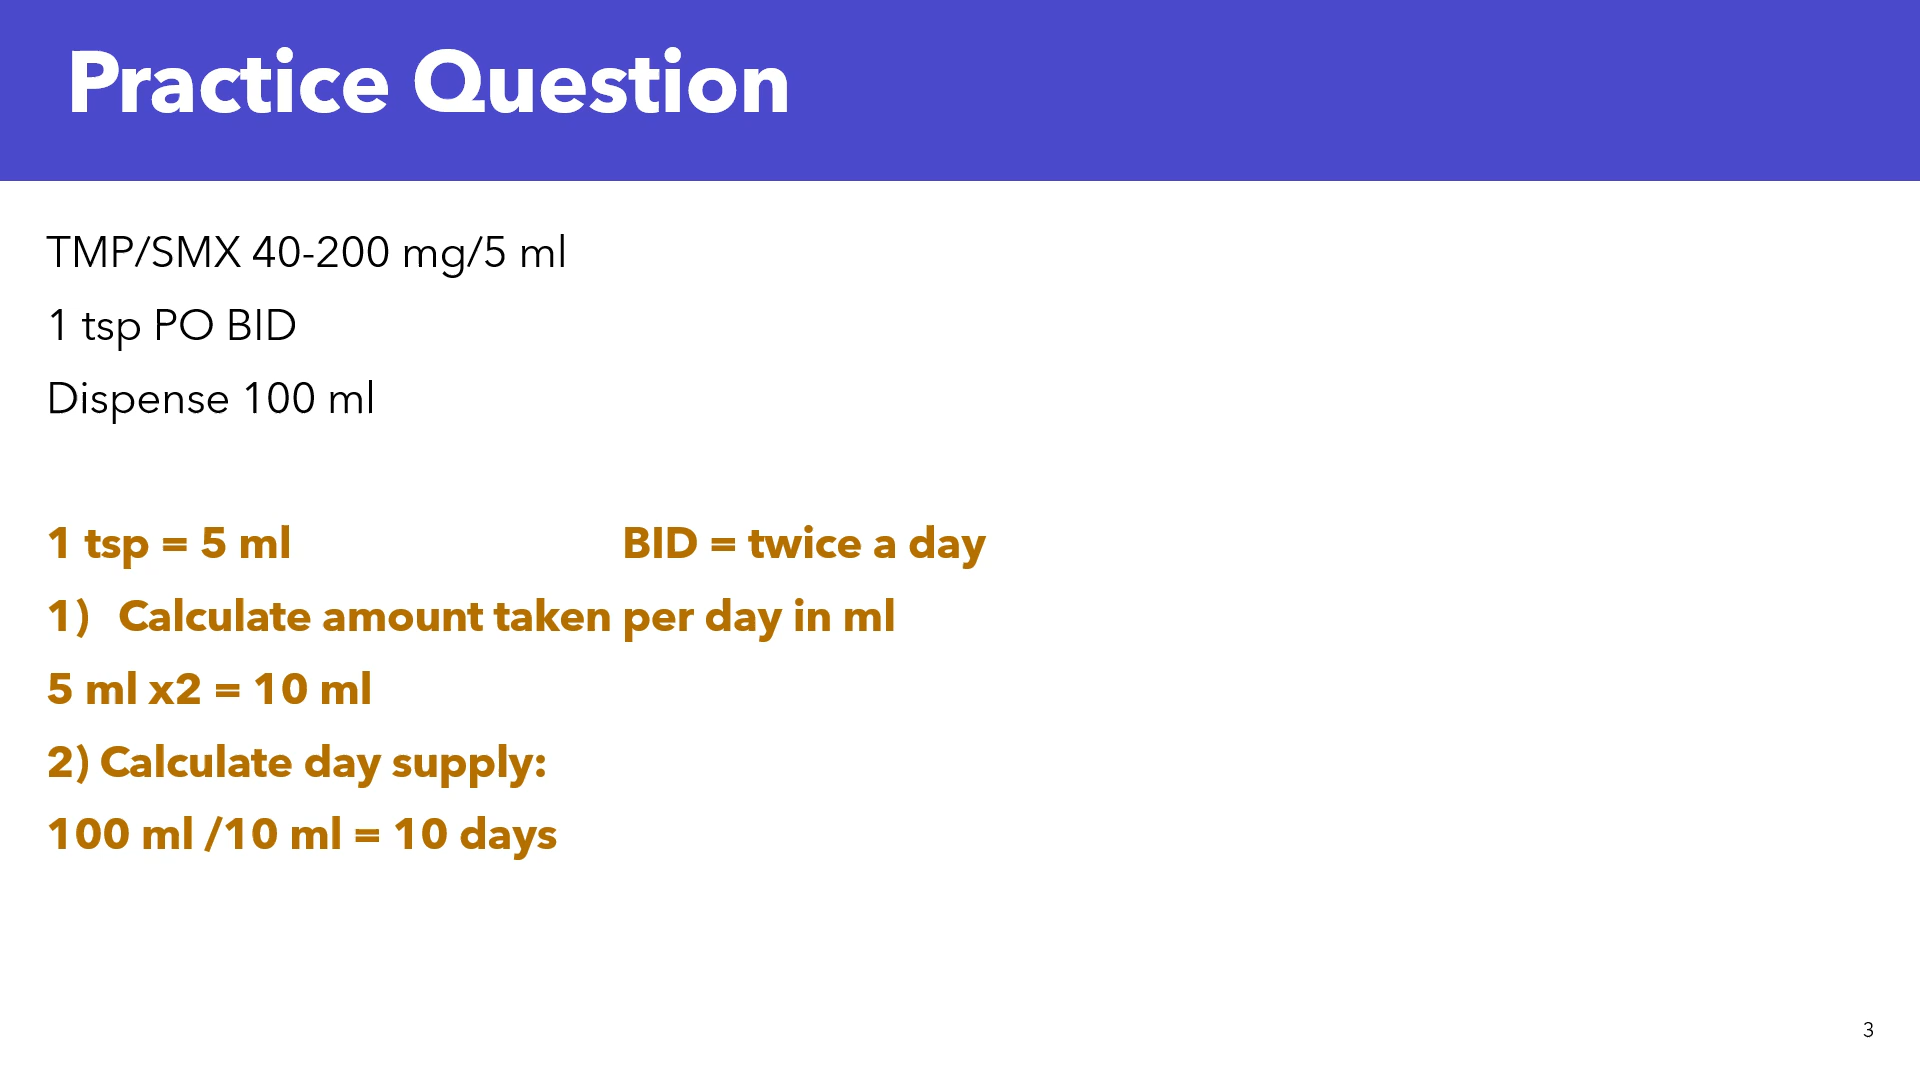 Practice Question
TMP/SMX 40-200 mg/5 ml
1 tsp PO BID
Dispense 100 ml
1 tsp = 5 ml BID = twice a day
1) Calculate amount taken per day in ml
5 ml x2 = 10 ml
2) Calculate day supply:
100 ml /10 ml = 10 days
3